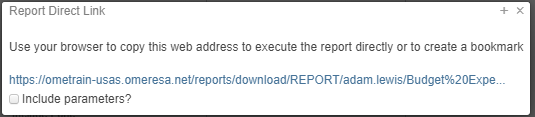 Report Direct Link
Use your browser to copy this web address to execute the report directly or to create a bookmark
https://ometrain-usas.omeresa.net/reports/download/REPORT/adam.lewis/Budget%20Expe...
Include parameters?